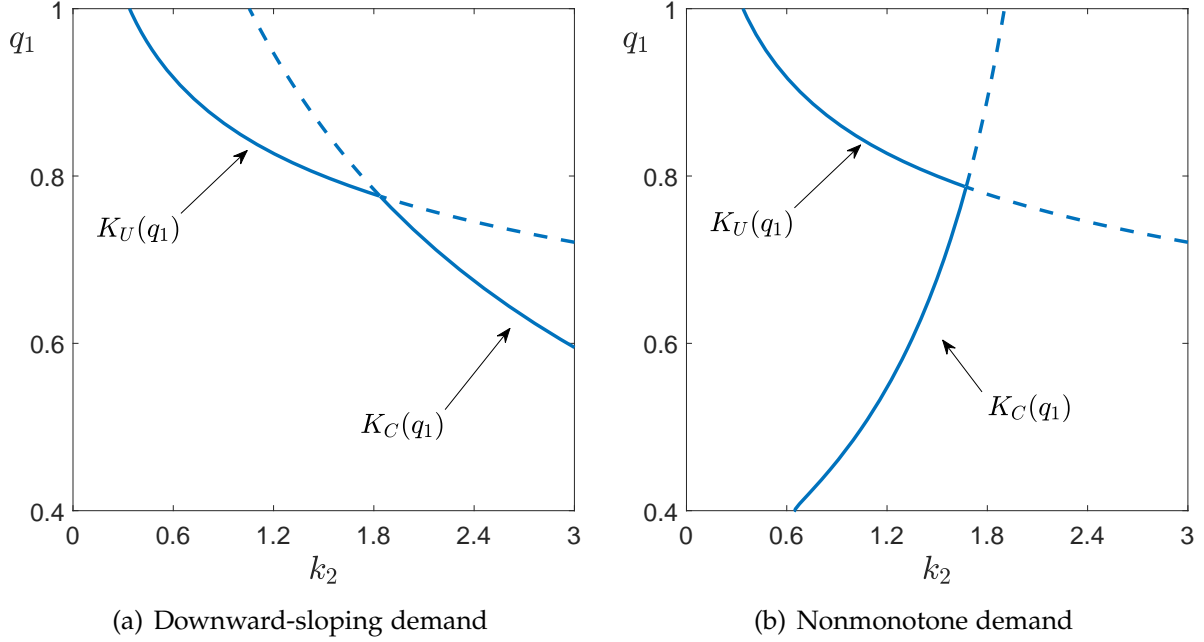 1
q₁
0.8
K_U(q₁)
0.6
K_C(q₁)
0.4
0 0.6 1.2 1.8 2.4 3
k₂
(a) Downward-sloping demand
1
q₁
0.8
K_U(q₁)
0.6
K_C(q₁)
0.4
0 0.6 1.2 1.8 2.4 3
k₂
(b) Nonmonotone demand